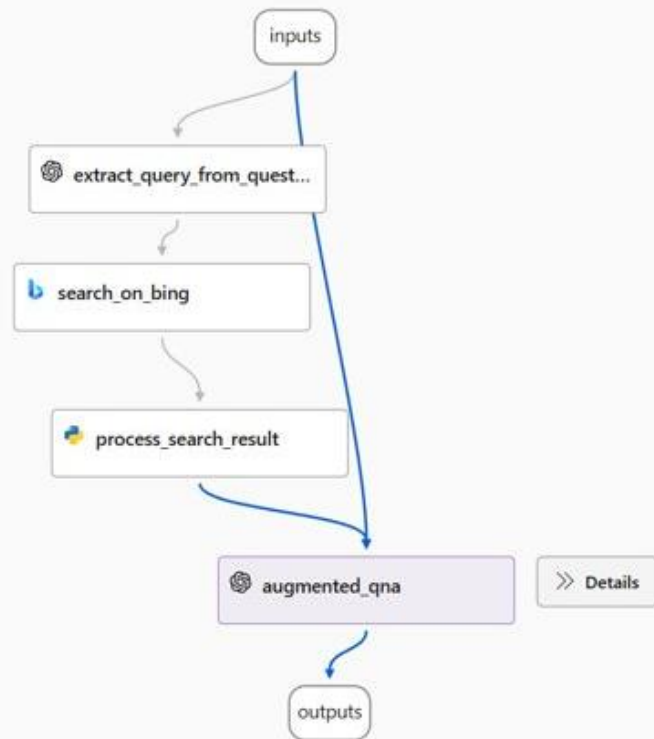 inputs
extract_query_from_quest...
search_on_bing
process_search_result
augmented_qna
Details
outputs